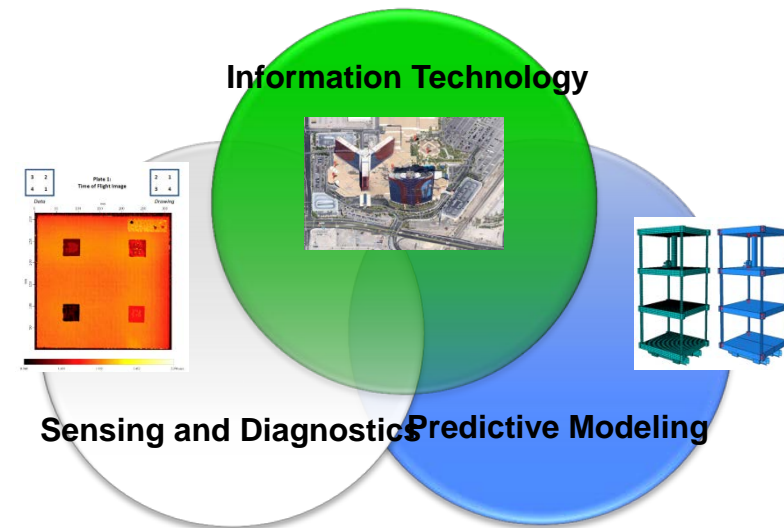 Information Technology
3 2
4 1
Data
Plate 1:
Time of Flight Image
2 1
3 4
Drawing
Sensing and Diagnostics
Predictive Modeling